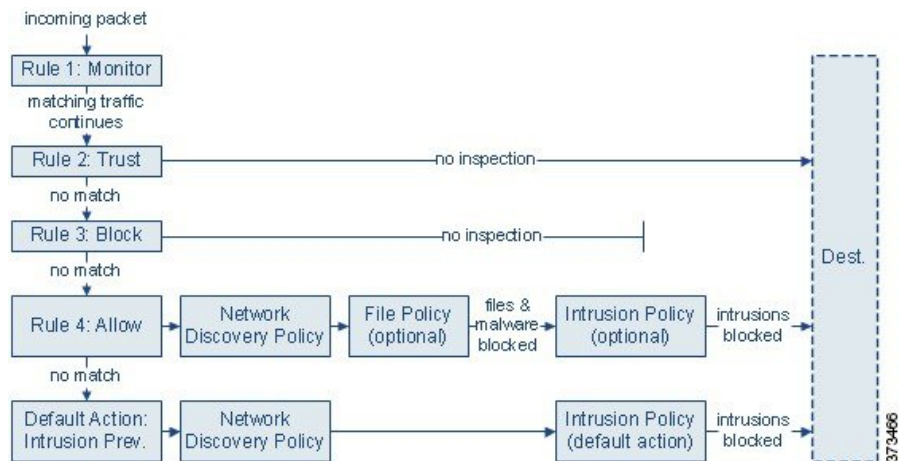 incoming packet
Rule 1: Monitor
matching traffic
continues
Rule 2: Trust
no inspection
no match
Rule 3: Block
no inspection
no match
Rule 4: Allow
Network
Discovery Policy
File Policy
(optional)
files &
malware
blocked
Intrusion Policy
(optional)
intrusions
blocked
Dest.
no match
Default Action:
Intrusion Prev.
Network
Discovery Policy
Intrusion Policy
(default action)
intrusions
blocked
373466